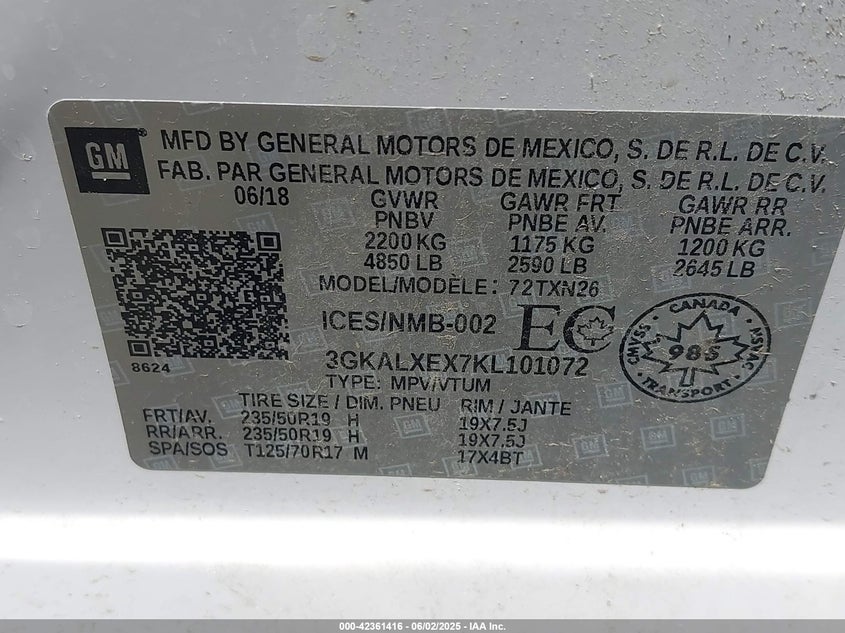 GM
MFD BY GENERAL MOTORS DE MEXICO, S. DE R.L. DE C.V.
FAB. PAR GENERAL MOTORS DE MEXICO, S. DE R.L. DE C.V.
06/18 GVWR GAWR FRT GAWR RR
PNBV PNBE AV. PNBE ARR.
2200 KG 1175 KG 1200 KG
4850 LB 2590 LB 2645 LB
MODEL/MODÈLE: 72TXN26
ICES/NMB-002 EC
CANADA
SVAC/NSVAC
985
TRANSPORT
8624
3GKALXEX7KL101072
TYPE: MPV/VTUM
TIRE SIZE / DIM. PNEU RIM / JANTE
FRT/AV. 235/50R19 H 19X7.5J
RR/ARR. 235/50R19 H 19X7.5J
SPA/SOS T125/70R17 M 17X4BT
000-42361416 - 06/02/2025 - IAA Inc.